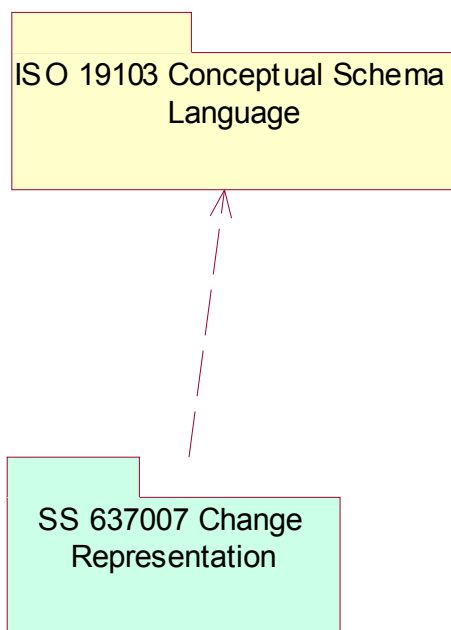 ISO 19103 Conceptual Schema
Language
SS 637007 Change
Representation